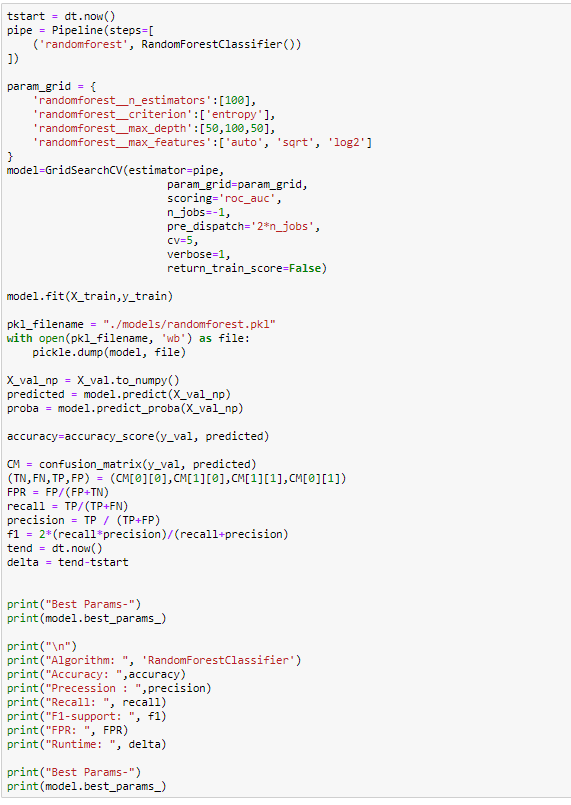 tstart = dt.now()
pipe = Pipeline(steps=[
    ('randomforest', RandomForestClassifier())
])

param_grid = {
    'randomforest__n_estimators':[100],
    'randomforest__criterion':['entropy'],
    'randomforest__max_depth':[50,100,50],
    'randomforest__max_features':['auto', 'sqrt', 'log2']
}
model=GridSearchCV(estimator=pipe,
                        param_grid=param_grid,
                        scoring='roc_auc',
                        n_jobs=-1,
                        pre_dispatch='2*n_jobs',
                        cv=5,
                        verbose=1,
                        return_train_score=False)

model.fit(X_train,y_train)

pkl_filename = "./models/randomforest.pkl"
with open(pkl_filename, 'wb') as file:
    pickle.dump(model, file)

X_val_np = X_val.to_numpy()
predicted = model.predict(X_val_np)
proba = model.predict_proba(X_val_np)

accuracy=accuracy_score(y_val, predicted)

CM = confusion_matrix(y_val, predicted)
(TN,FN,TP,FP) = (CM[0][0],CM[1][0],CM[1][1],CM[0][1])
FPR = FP/(FP+TN)
recall = TP/(TP+FN)
precision = TP / (TP+FP)
f1 = 2*(recall*precision)/(recall+precision)
tend = dt.now()
delta = tend-tstart

print("Best Params-")
print(model.best_params_)

print("\n")
print("Algorithm: ", 'RandomForestClassifier')
print("Accuracy: ",accuracy)
print("Precession : ",precision)
print("Recall: ", recall)
print("F1-support: ", f1)
print("FPR: ", FPR)
print("Runtime: ", delta)

print("Best Params-")
print(model.best_params_)